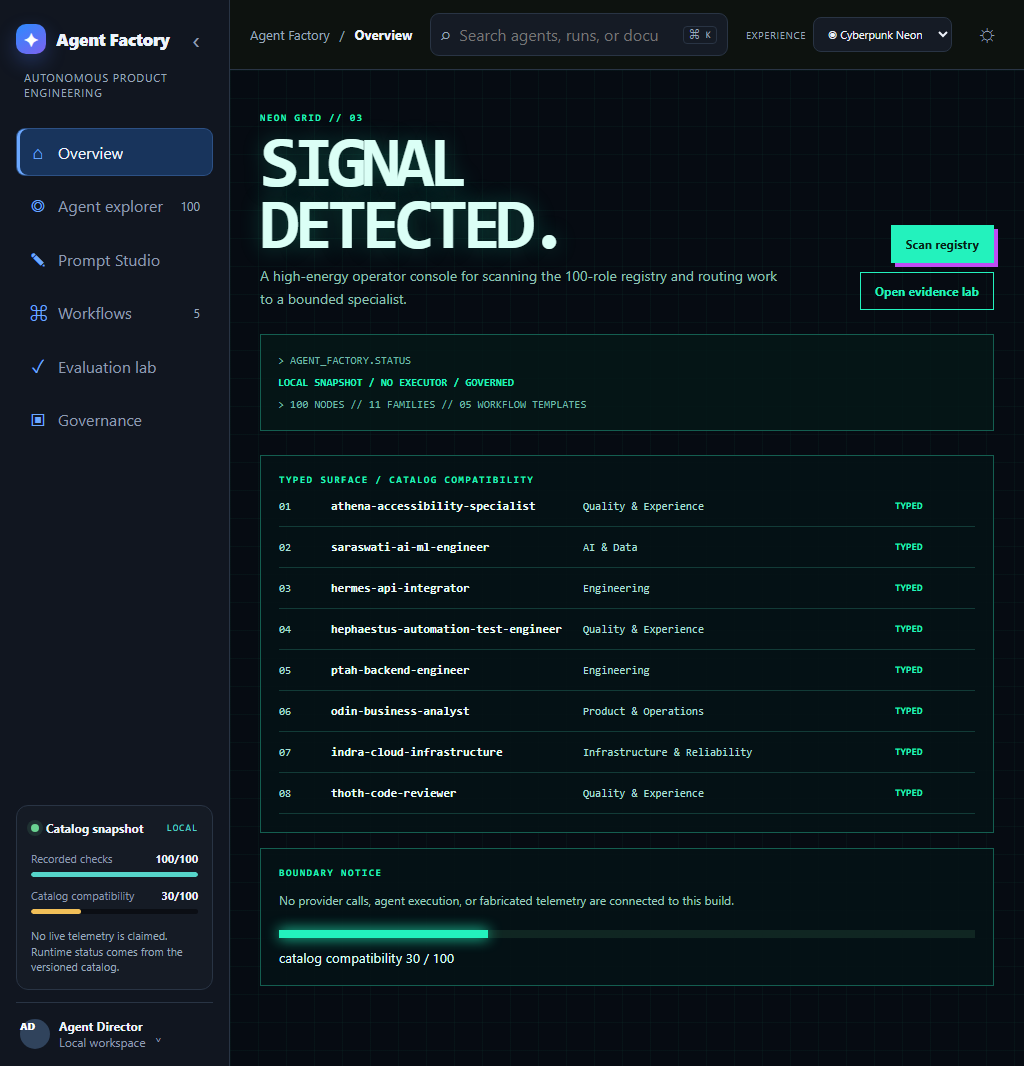 Agent Factory
AUTONOMOUS PRODUCT
ENGINEERING
Overview
Agent explorer 100
Prompt Studio
Workflows 5
Evaluation lab
Governance
Catalog snapshot LOCAL
Recorded checks 100/100
Catalog compatibility 30/100
No live telemetry is claimed.
Runtime status comes from the
versioned catalog.
AD
Agent Director
Local workspace
Agent Factory / Overview
Search agents, runs, or docu
⌘ K
EXPERIENCE
Cyberpunk Neon
NEON GRID // 03
SIGNAL
DETECTED.
A high-energy operator console for scanning the 100-role registry and routing work
to a bounded specialist.
Scan registry
Open evidence lab
> AGENT_FACTORY.STATUS
LOCAL SNAPSHOT / NO EXECUTOR / GOVERNED
> 100 NODES // 11 FAMILIES // 05 WORKFLOW TEMPLATES
TYPED SURFACE / CATALOG COMPATIBILITY
01 athena-accessibility-specialist Quality & Experience TYPED
02 saraswati-ai-ml-engineer AI & Data TYPED
03 hermes-api-integrator Engineering TYPED
04 hephaestus-automation-test-engineer Quality & Experience TYPED
05 ptah-backend-engineer Engineering TYPED
06 odin-business-analyst Product & Operations TYPED
07 indra-cloud-infrastructure Infrastructure & Reliability TYPED
08 thoth-code-reviewer Quality & Experience TYPED
BOUNDARY NOTICE
No provider calls, agent execution, or fabricated telemetry are connected to this build.
catalog compatibility 30 / 100